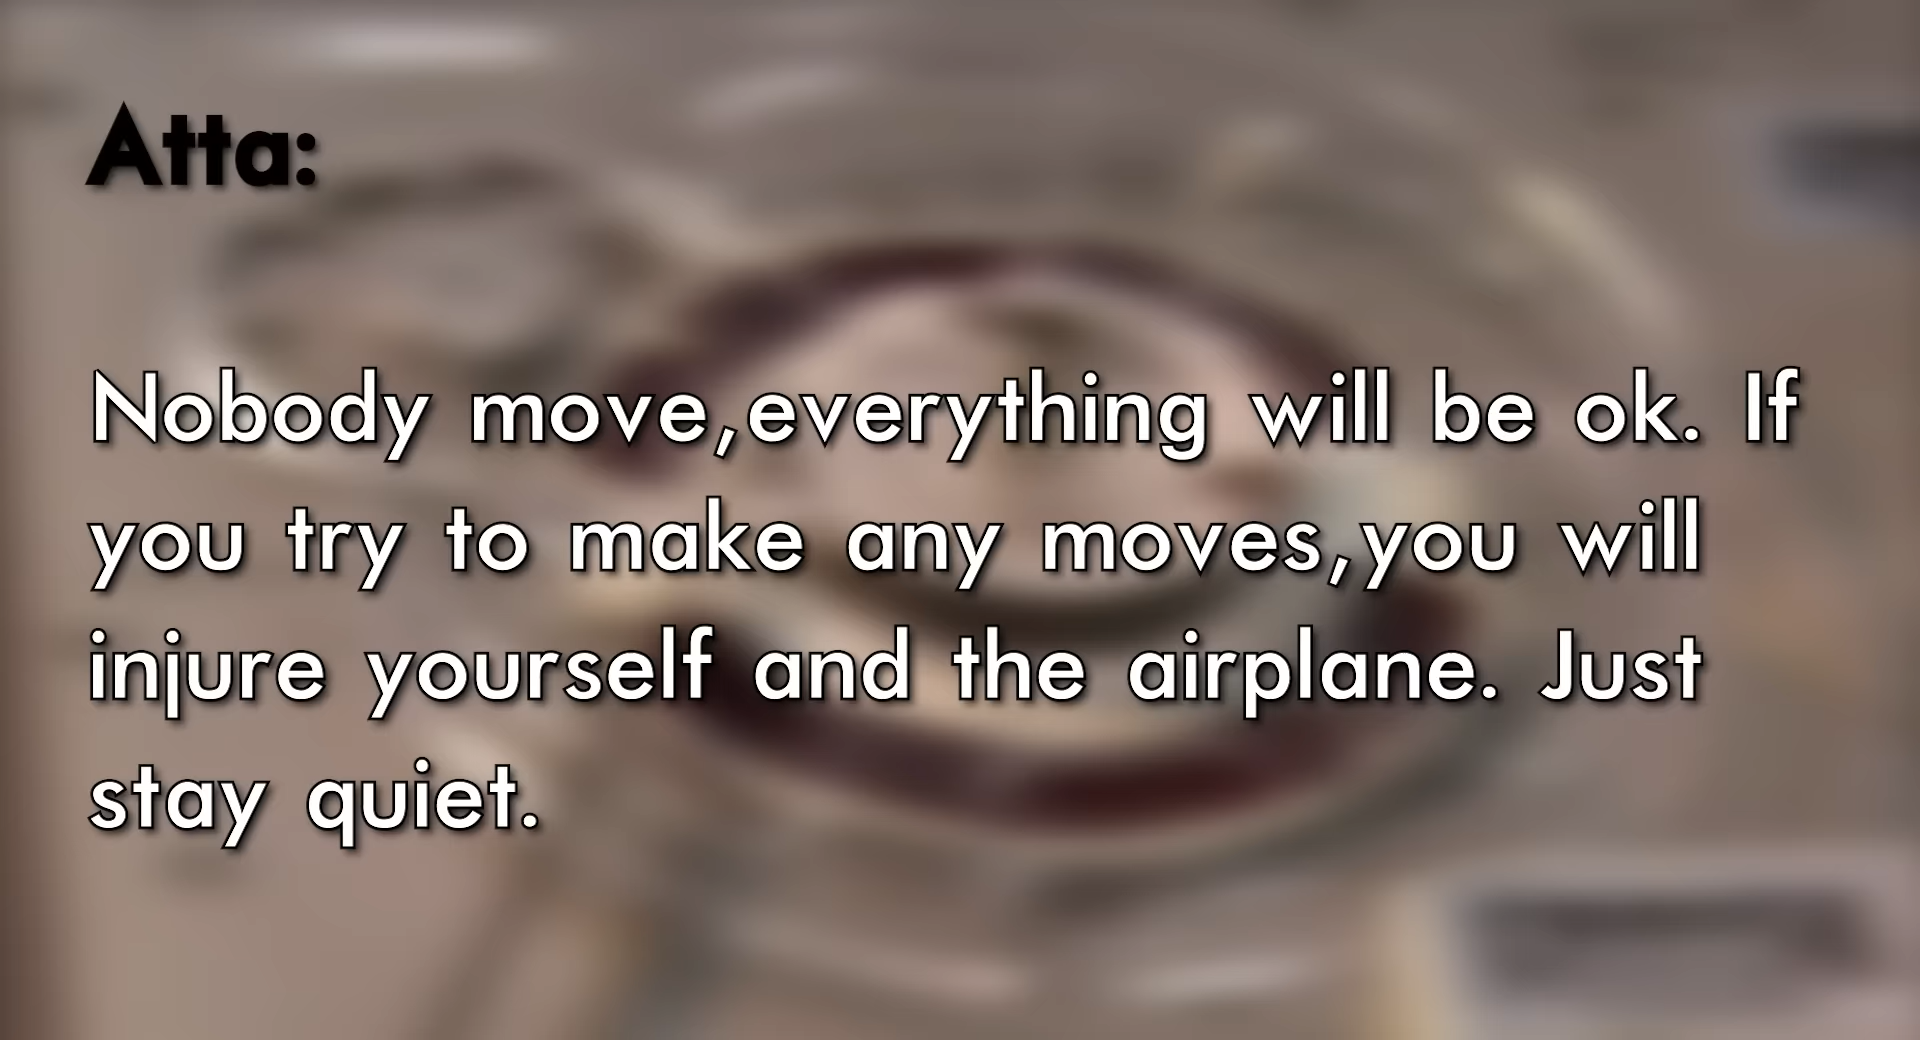 Atta:
Nobody move,everything will be ok. If
you try to make any moves,you will
injure yourself and the airplane. Just
stay quiet.